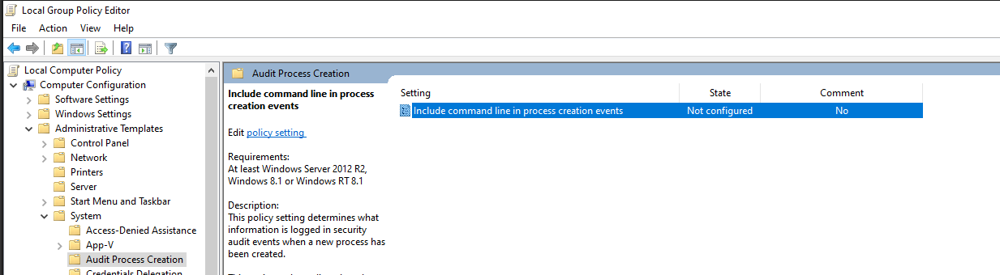 Local Group Policy Editor
File Action View Help
Local Computer Policy
Computer Configuration
Software Settings
Windows Settings
Administrative Templates
Control Panel
Network
Printers
Server
Start Menu and Taskbar
System
Access-Denied Assistance
App-V
Audit Process Creation
Credentials Delegation
Audit Process Creation
Include command line in process
creation events
Edit policy setting
Requirements:
At least Windows Server 2012 R2,
Windows 8.1 or Windows RT 8.1
Description:
This policy setting determines what
information is logged in security
audit events when a new process has
been created.
Setting State Comment
Include command line in process creation events Not configured No